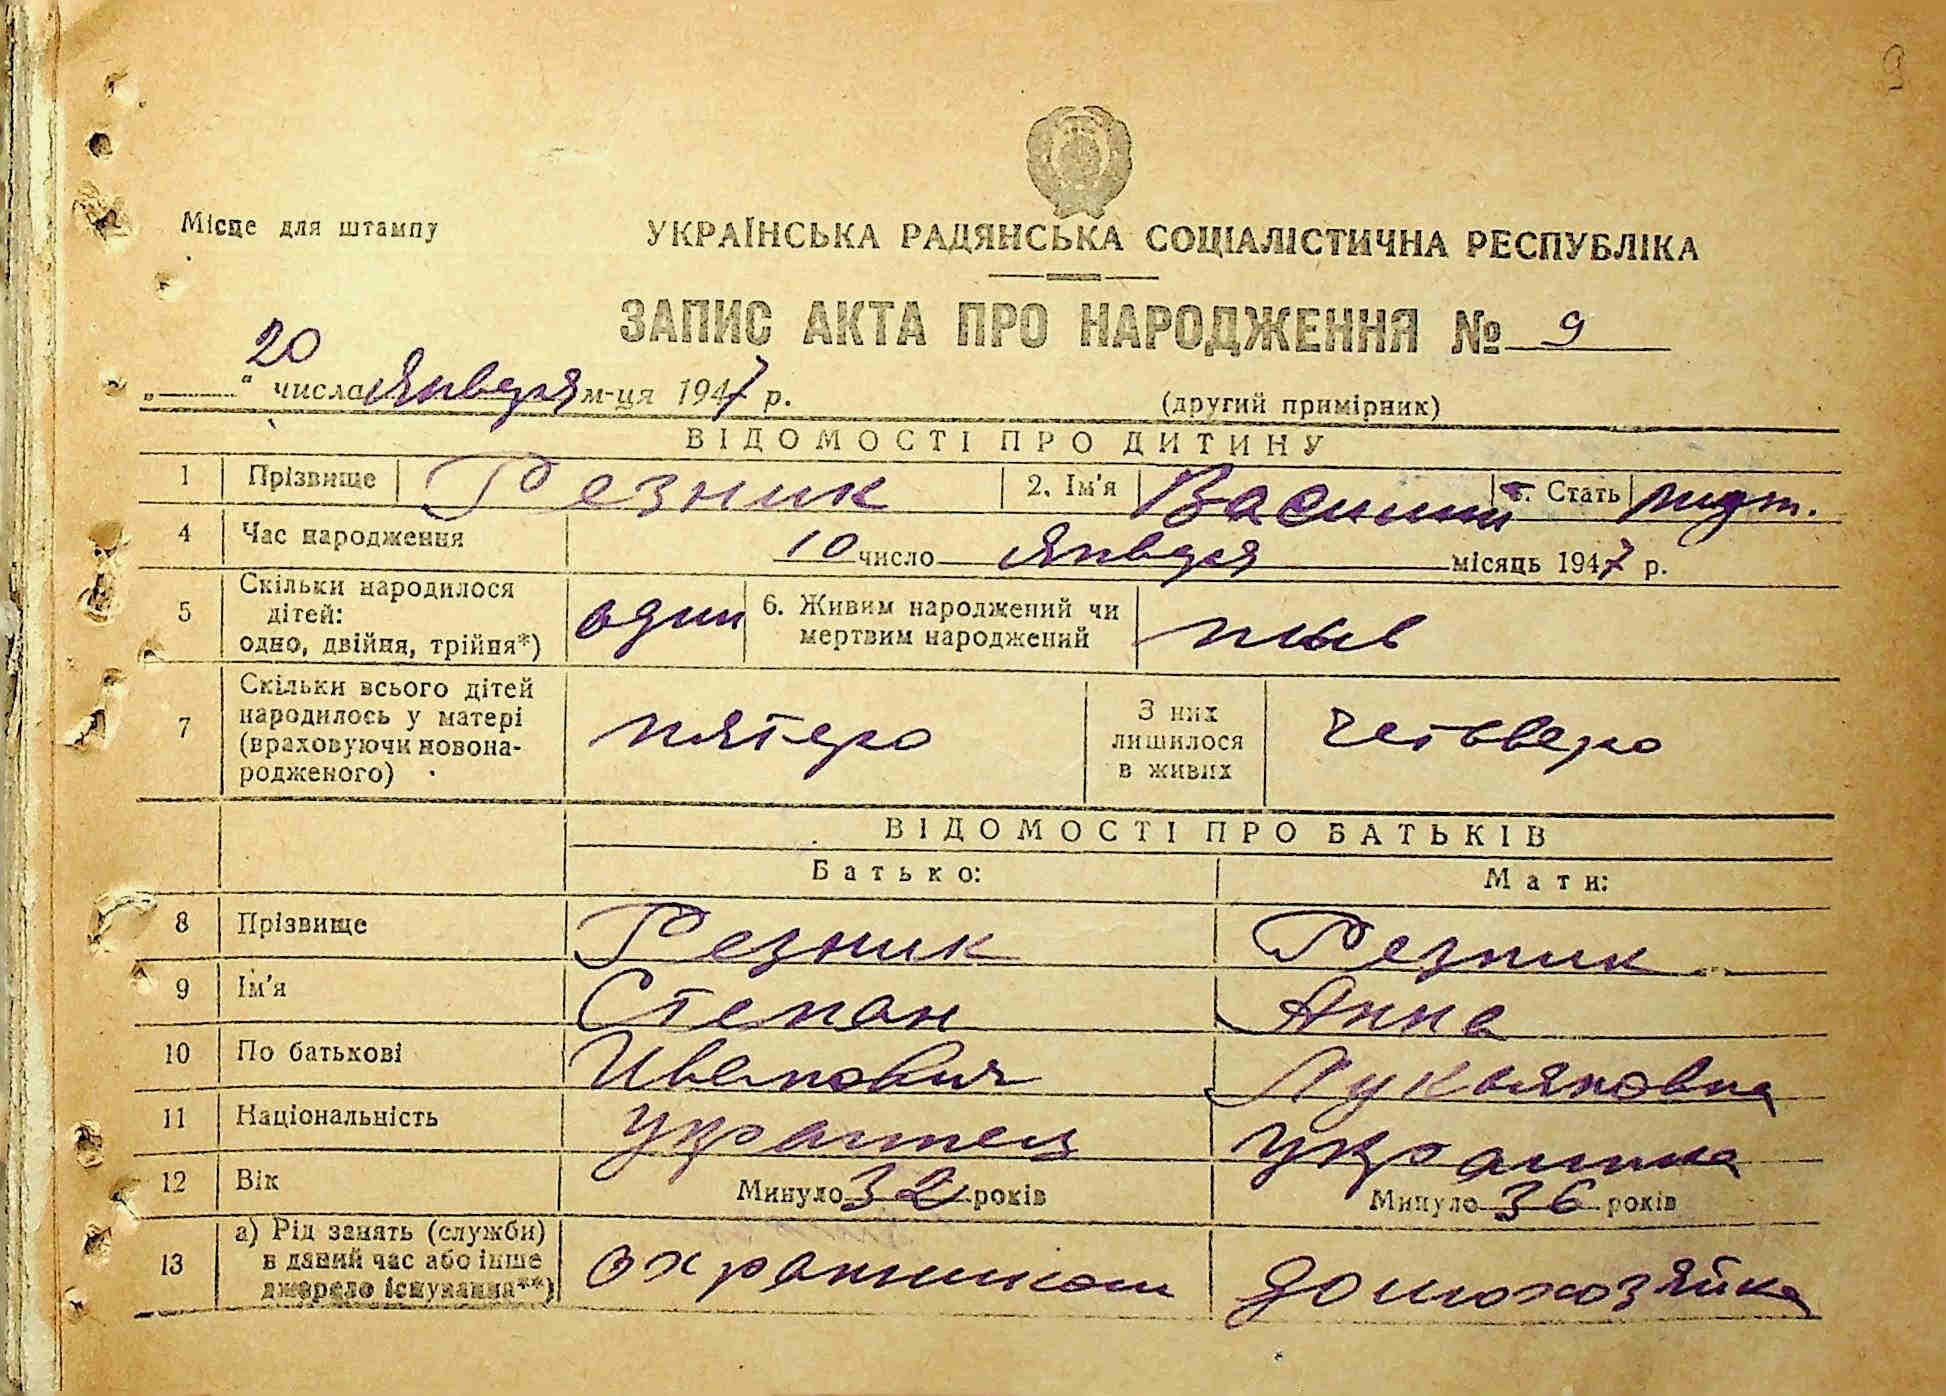 9
Місце для штампу
УКРАЇНСЬКА РАДЯНСЬКА СОЦІАЛІСТИЧНА РЕСПУБЛІКА
ЗАПИС АКТА ПРО НАРОДЖЕННЯ № 9
„20“ числа Января м-ця 1947 р.
(другий примірник)
ВІДОМОСТІ ПРО ДИТИНУ
1 Прізвище Резник 2. Ім'я Василий 3. Стать
4 Час народження 10 число Января місяць 1947 р.
5 Скільки народилося
дітей:
одно, двійня, трійня*) один 6. Живим народжений чи
мертвим народжений жив
7 Скільки всього дітей
народилось у матері
(враховуючи новона-
родженого) пятеро З них
лишилося
в живих четверо
ВІДОМОСТІ ПРО БАТЬКІВ
Батько: Мати:
8 Прізвище Резник Резник
9 Ім'я Степан Анна
10 По батькові Иванович Лукьяновна
11 Національність украинец украинка
12 Вік Минуло 32 років Минуло 36 років
13 а) Рід занять (служби)
в даний час або інше
джерело існування**) охранником домохозяйка